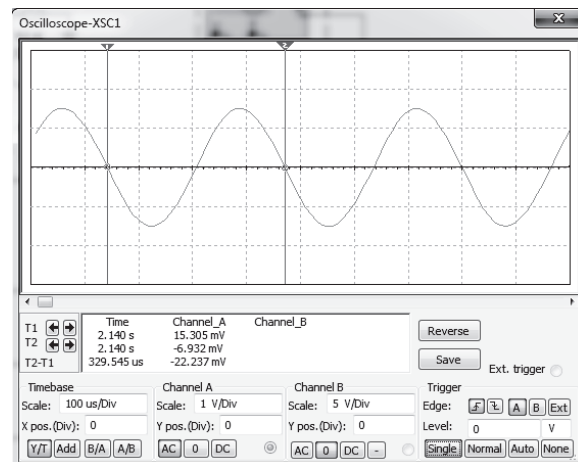 Oscilloscope-XSC1
1
2
Time Channel_A Channel_B
T1 2.140 s 15.305 mV
T2 2.140 s -6.932 mV
T2-T1 329.545 us -22.237 mV
Reverse
Save
Ext. trigger
Timebase Channel A Channel B Trigger
Scale: 100 us/Div Scale: 1 V/Div Scale: 5 V/Div Edge: A B Ext
X pos.(Div): 0 Y pos.(Div): 0 Y pos.(Div): 0 Level: 0 V
Y/T Add B/A A/B AC 0 DC AC 0 DC - Single Normal Auto None